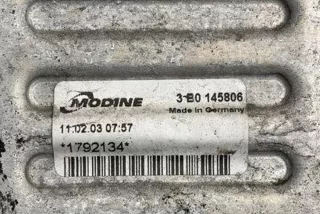 MODINE
3-B0 145806
Made in Germany
11.02.03 07:57
*1792134*